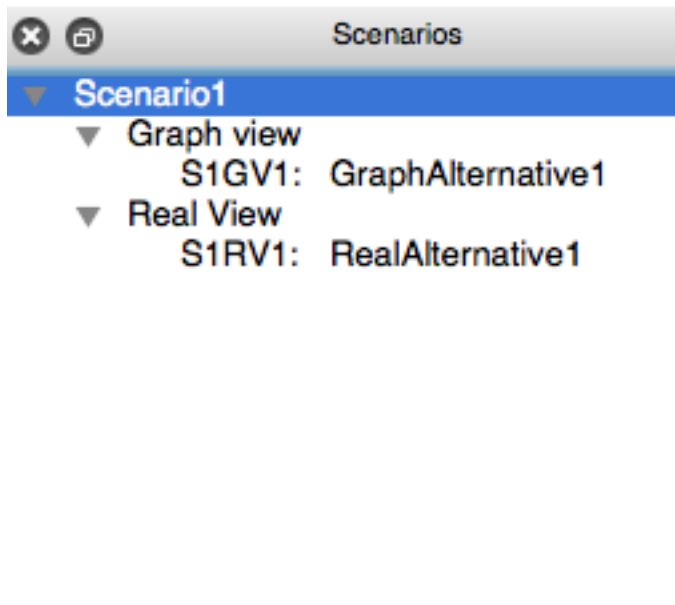 Scenarios
Scenario1
Graph view
S1GV1: GraphAlternative1
Real View
S1RV1: RealAlternative1